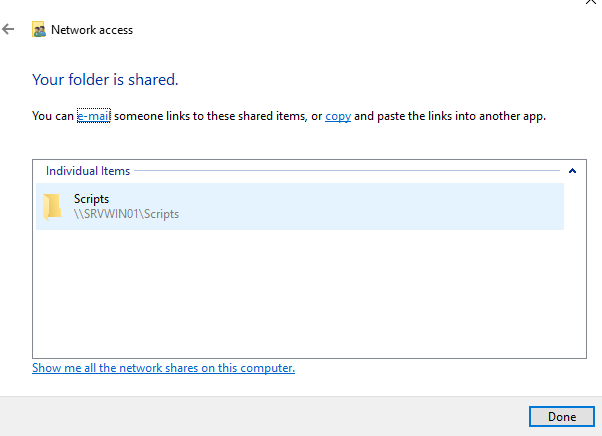 Network access
Your folder is shared.
You can e-mail someone links to these shared items, or copy and paste the links into another app.
Individual Items
Scripts
\\SRVWIN01\Scripts
Show me all the network shares on this computer.
Done